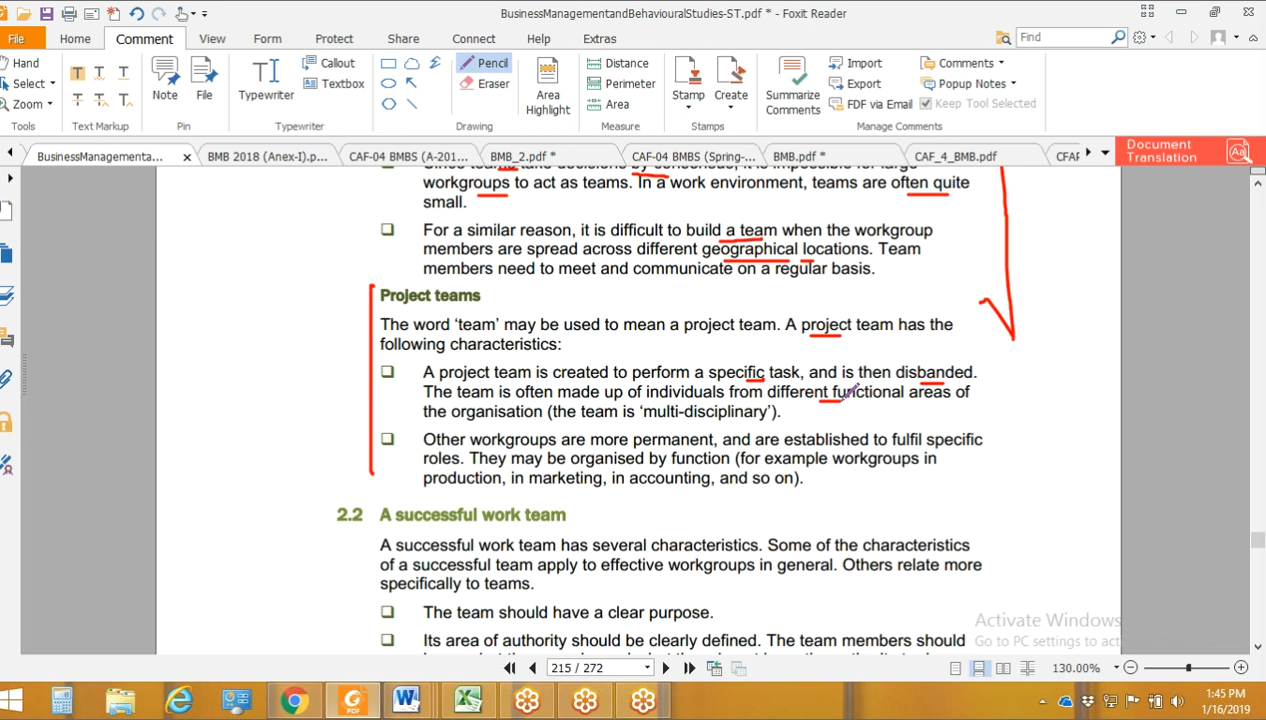 BusinessManagementandBehaviouralStudies-ST.pdf * - Foxit Reader
File Home Comment View Form Protect Share Connect Help Extras Find
Hand Callout Pencil Distance Import Comments
Select Note File Typewriter Textbox Eraser Area Highlight Perimeter Stamp Create Summarize Comments Export Popup Notes
Zoom Area FDF via Email Keep Tool Selected
Tools Text Markup Pin Typewriter Drawing Measure Stamps Manage Comments
BusinessManagementa... BMB 2018 (Anex-I).p... CAF-04 BMBS (A-201... BMB_2.pdf * CAF-04 BMBS (Spring-... BMB.pdf * CAF_4_BMB.pdf CFAF
Document Translation
Since teams take decisions by consensus, it is impossible for large
workgroups to act as teams. In a work environment, teams are often quite
small.
❑ For a similar reason, it is difficult to build a team when the workgroup
members are spread across different geographical locations. Team
members need to meet and communicate on a regular basis.
Project teams
The word ‘team’ may be used to mean a project team. A project team has the
following characteristics:
❑ A project team is created to perform a specific task, and is then disbanded.
The team is often made up of individuals from different functional areas of
the organisation (the team is ‘multi-disciplinary’).
❑ Other workgroups are more permanent, and are established to fulfil specific
roles. They may be organised by function (for example workgroups in
production, in marketing, in accounting, and so on).
2.2 A successful work team
A successful work team has several characteristics. Some of the characteristics
of a successful team apply to effective workgroups in general. Others relate more
specifically to teams.
❑ The team should have a clear purpose.
❑ Its area of authority should be clearly defined. The team members should
Activate Windows
Go to PC settings to act
215 / 272 130.00%
1:45 PM
1/16/2019